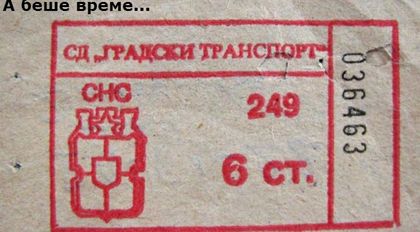 А беше време...
СД „ГРАДСКИ ТРАНСПОРТ"
СНС
249
6 СТ.
036463